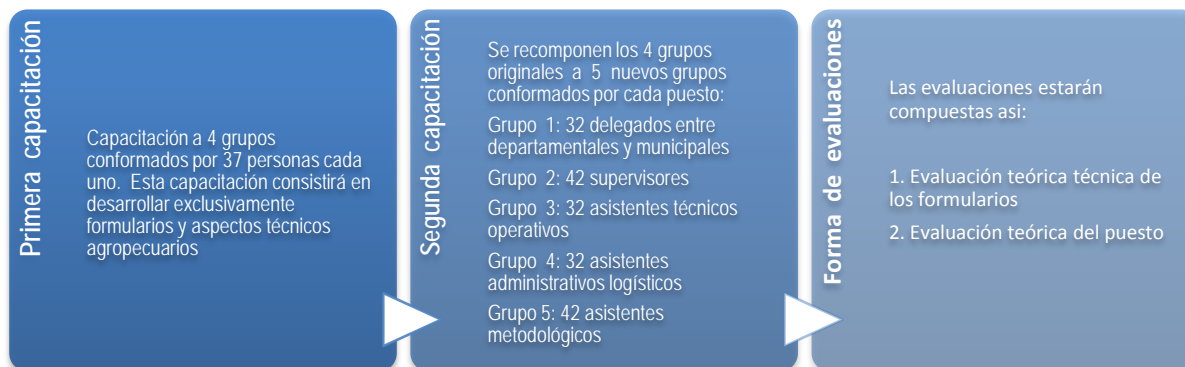 Primera capacitación
Capacitación a 4 grupos
conformados por 37 personas cada
uno. Esta capacitación consistirá en
desarrollar exclusivamente
formularios y aspectos técnicos
agropecuarios
Segunda capacitación
Se recomponen los 4 grupos
originales a 5 nuevos grupos
conformados por cada puesto:
Grupo 1: 32 delegados entre
departamentales y municipales
Grupo 2: 42 supervisores
Grupo 3: 32 asistentes técnicos
operativos
Grupo 4: 32 asistentes
administrativos logísticos
Grupo 5: 42 asistentes
metodológicos
Forma de evaluaciones
Las evaluaciones estarán
compuestas asi:
1. Evaluación teórica técnica de
los formularios
2. Evaluación teórica del puesto